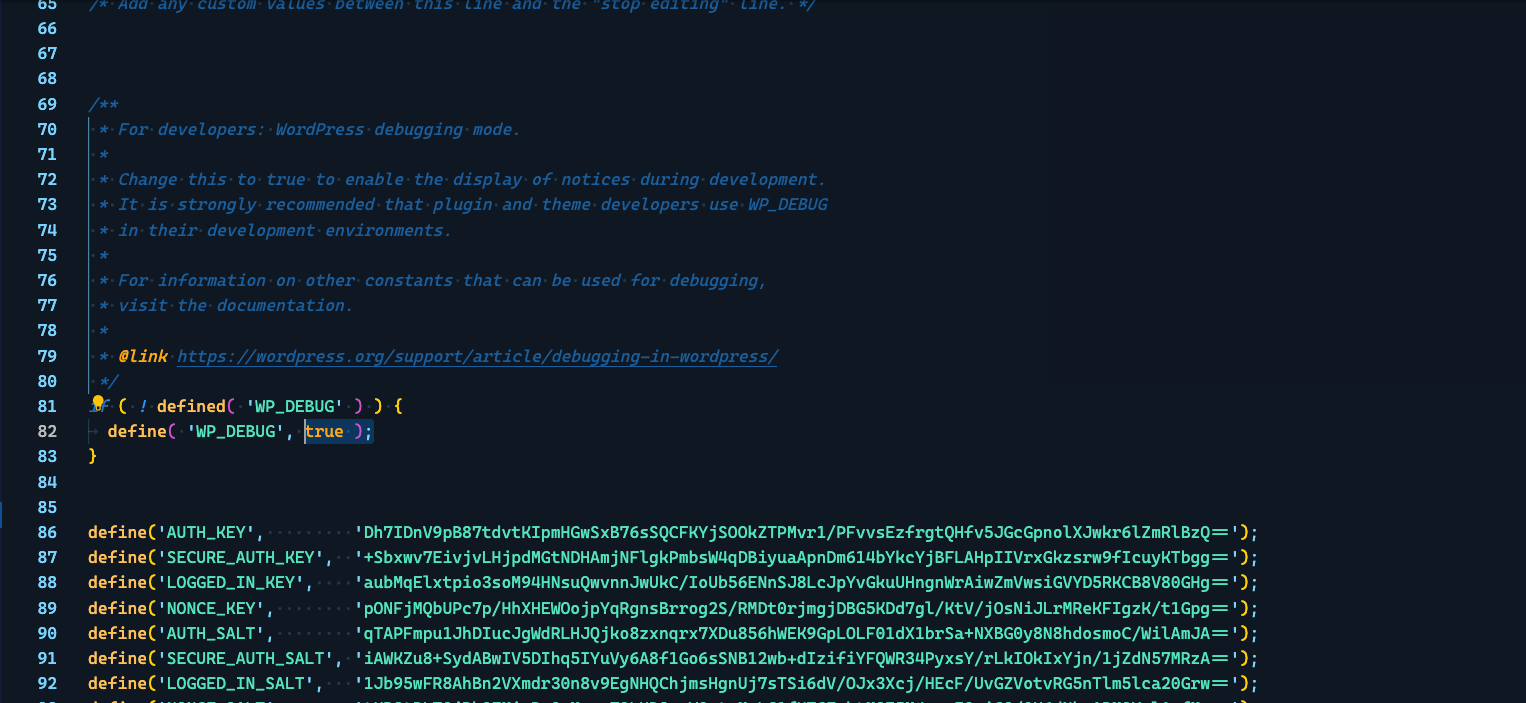 65 /* Add any custom values between this line and the "stop editing" line. */
66
67
68
69 /**
70 * For developers: WordPress debugging mode.
71 *
72 * Change this to true to enable the display of notices during development.
73 * It is strongly recommended that plugin and theme developers use WP_DEBUG
74 * in their development environments.
75 *
76 * For information on other constants that can be used for debugging,
77 * visit the documentation.
78 *
79 * @link https://wordpress.org/support/article/debugging-in-wordpress/
80 */
81 if ( ! defined( 'WP_DEBUG' ) ) {
82 define( 'WP_DEBUG', true );
83 }
84
85
86 define('AUTH_KEY',         'Dh7IDnV9pB87tdvtKIpmHGwSxB76sSQCFKYjSOOkZTPMvr1/PFvvsEzfrgtQHfv5JGcGpnolXJwkr6lZmRlBzQ==');
87 define('SECURE_AUTH_KEY',  '+Sbxwv7EivjvLHjpdMGtNDHAmjNFlgkPmbsW4qDBiyuaApnDm614bYkcYjBFLAHpIIVrxGkzsrw9fIcuyKTbgg==');
88 define('LOGGED_IN_KEY',    'aubMqElxtpio3soM94HNsuQwvnnJwUkC/IoUb56ENnSJ8LcJpYvGkuUHngnWrAiwZmVwsiGVYD5RKCB8V80GHg==');
89 define('NONCE_KEY',        'pONFjMQbUPc7p/HhXHEWOojpYqRgnsBrrog2S/RMDt0rjmgjDBG5KDd7gl/KtV/jOsNiJLrMReKFIgzK/t1Gpg==');
90 define('AUTH_SALT',        'qTAPFmpu1JhDIucJgWdRLHJQjko8zxnqrx7XDu856hWEK9GpLOLF01dX1brSa+NXBG0y8N8hdosmoC/WilAmJA==');
91 define('SECURE_AUTH_SALT', 'iAWKZu8+SydABwIV5DIhq5IYuVy6A8f1Go6sSNB12wb+dIzifiYFQWR34PyxsY/rLkIOkIxYjn/1jZdN57MRzA==');
92 define('LOGGED_IN_SALT',   '1Jb95wFR8AhBn2VXmdr30n8v9EgNHQChjmsHgnUj7sTSi6dV/OJx3Xcj/HEcF/UvGZVotvRG5nTlm5lca20Grw==');